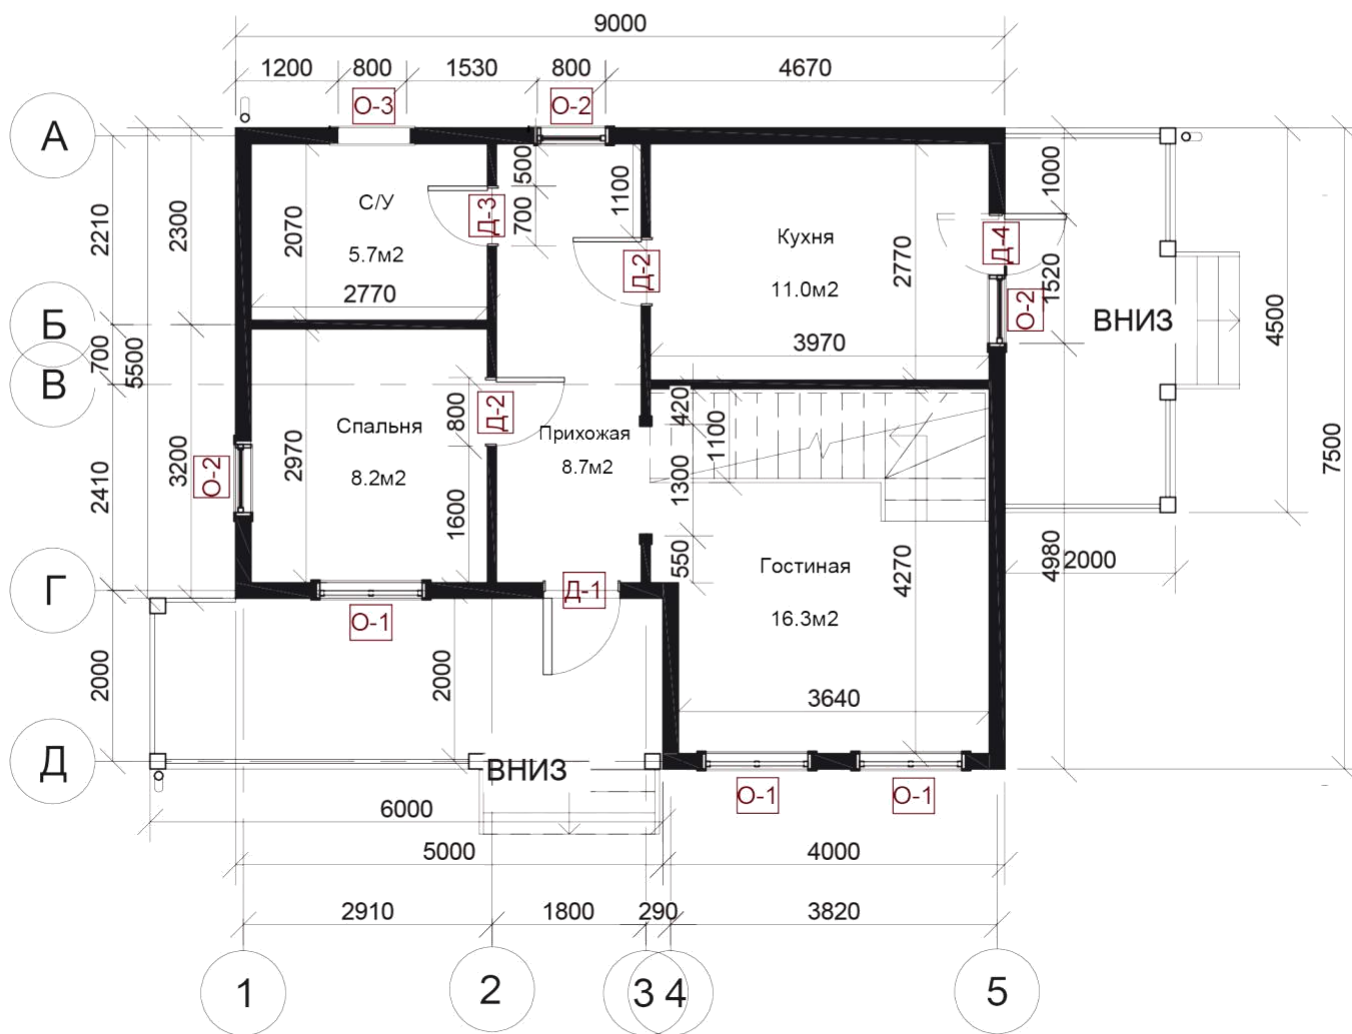 9000
1200 800 1530 800 4670
О-3 О-2
А
500
1100
1000
С/У
Д-3
2210
2300
2070
5.7м2
700
Кухня
Д-4
2770
Д-2
11.0м2
2770
1520
О-2
Б
ВНИЗ
4500
700
5500
3970
В
800
Д-2
420
1100
Спальня
Прихожая
7500
3200
2970
8.2м2
8.7м2
О-2
2410
1600
1300
550
Гостиная
4270
4980
2000
Г
Д-1
О-1
16.3м2
2000
2000
3640
Д
ВНИЗ
О-1 О-1
6000
5000 4000
2910 1800 290 3820
1 2 3 4 5